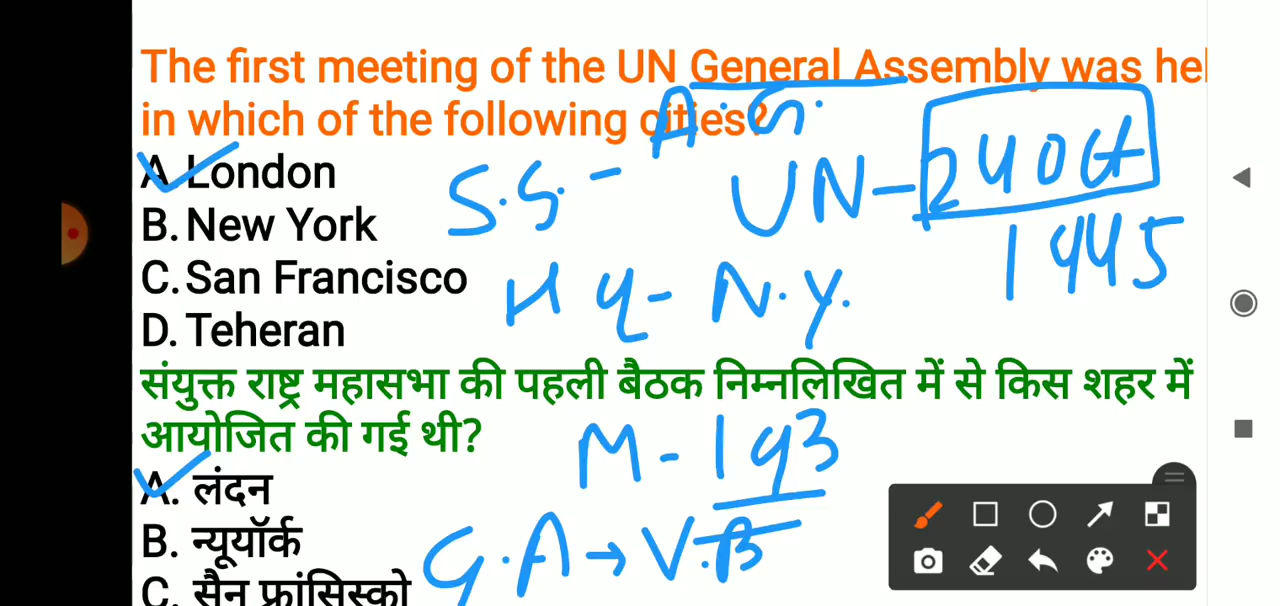 The first meeting of the UN General Assembly was hel
in which of the following cities?
A. London
B. New York
C. San Francisco
D. Teheran
A.G.
S.S. -
UN - 24 Oct
1945
Hq - N.Y.
संयुक्त राष्ट्र महासभा की पहली बैठक निम्नलिखित में से किस शहर में
आयोजित की गई थी?
A. लंदन
B. न्यूयॉर्क
C. सैन फ्रांसिस्को
M - 193
G.A → V.B